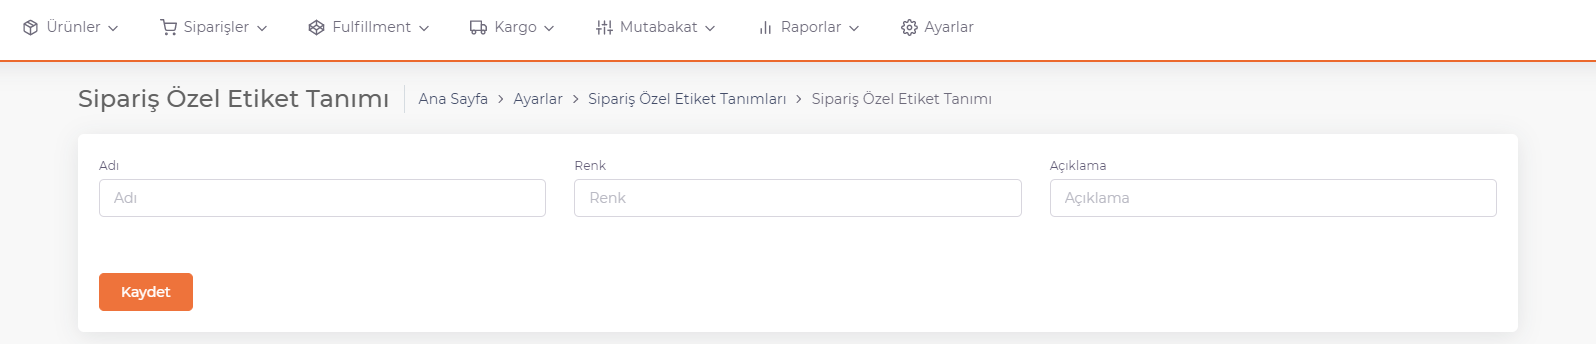 Ürünler Siparişler Fulfillment Kargo Mutabakat Raporlar Ayarlar
Sipariş Özel Etiket Tanımı Ana Sayfa > Ayarlar > Sipariş Özel Etiket Tanımları > Sipariş Özel Etiket Tanımı
Adı Renk Açıklama
Adı Renk Açıklama
Kaydet